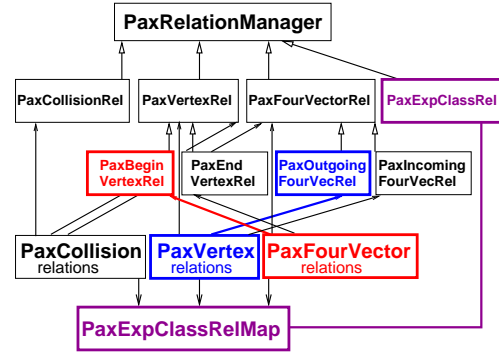 PaxRelationManager
PaxCollisionRel
PaxVertexRel
PaxFourVectorRel
PaxExpClassRel
PaxBegin
VertexRel
PaxEnd
VertexRel
PaxOutgoing
FourVecRel
PaxIncoming
FourVecRel
PaxCollision
relations
PaxVertex
relations
PaxFourVector
relations
PaxExpClassRelMap